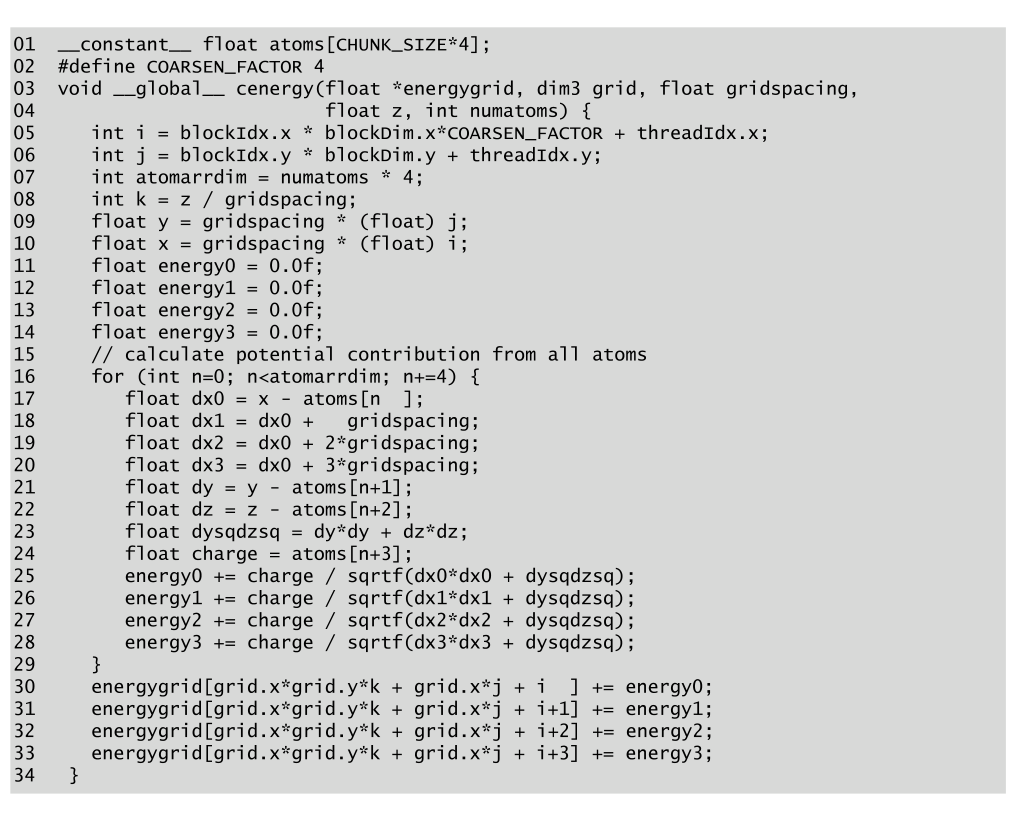 01 __constant__ float atoms[CHUNK_SIZE*4];
02 #define COARSEN_FACTOR 4
03 void __global__ cenergy(float *energygrid, dim3 grid, float gridspacing,
04                         float z, int numatoms) {
05    int i = blockIdx.x * blockDim.x*COARSEN_FACTOR + threadIdx.x;
06    int j = blockIdx.y * blockDim.y + threadIdx.y;
07    int atomarrdim = numatoms * 4;
08    int k = z / gridspacing;
09    float y = gridspacing * (float) j;
10    float x = gridspacing * (float) i;
11    float energy0 = 0.0f;
12    float energy1 = 0.0f;
13    float energy2 = 0.0f;
14    float energy3 = 0.0f;
15    // calculate potential contribution from all atoms
16    for (int n=0; n<atomarrdim; n+=4) {
17       float dx0 = x - atoms[n  ];
18       float dx1 = dx0 +   gridspacing;
19       float dx2 = dx0 + 2*gridspacing;
20       float dx3 = dx0 + 3*gridspacing;
21       float dy = y - atoms[n+1];
22       float dz = z - atoms[n+2];
23       float dysqdzsq = dy*dy + dz*dz;
24       float charge = atoms[n+3];
25       energy0 += charge / sqrtf(dx0*dx0 + dysqdzsq);
26       energy1 += charge / sqrtf(dx1*dx1 + dysqdzsq);
27       energy2 += charge / sqrtf(dx2*dx2 + dysqdzsq);
28       energy3 += charge / sqrtf(dx3*dx3 + dysqdzsq);
29    }
30    energygrid[grid.x*grid.y*k + grid.x*j + i  ] += energy0;
31    energygrid[grid.x*grid.y*k + grid.x*j + i+1] += energy1;
32    energygrid[grid.x*grid.y*k + grid.x*j + i+2] += energy2;
33    energygrid[grid.x*grid.y*k + grid.x*j + i+3] += energy3;
34  }